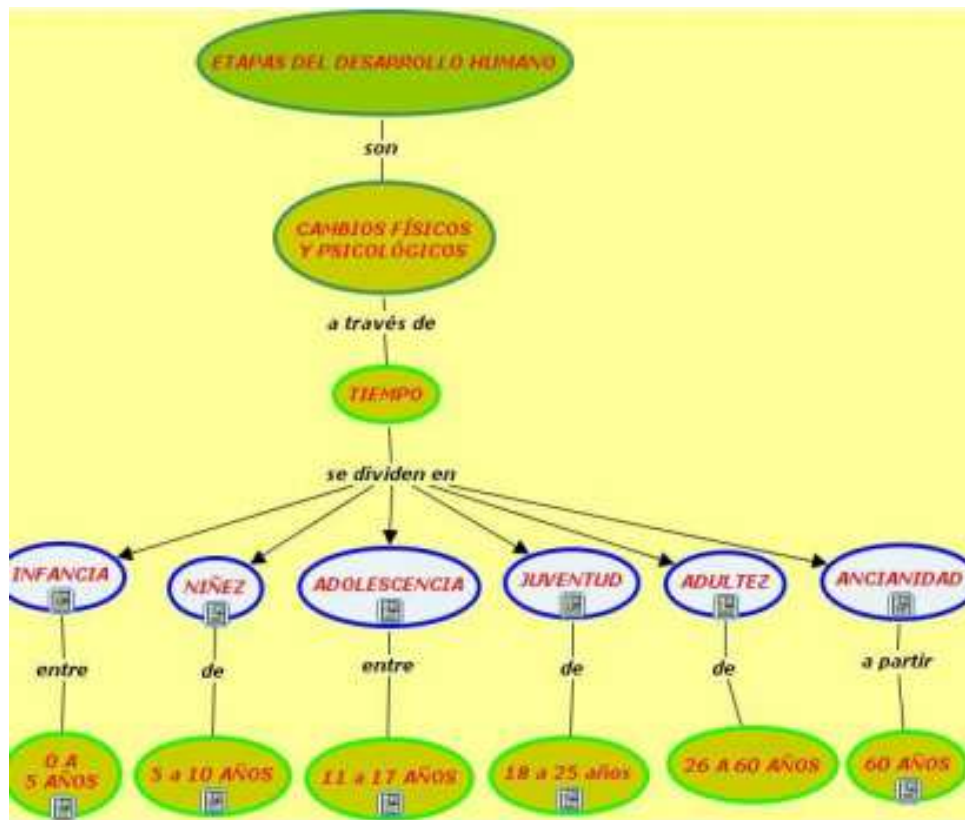 ETAPAS DEL DESARROLLO HUMANO
son
CAMBIOS FÍSICOS
Y PSICOLÓGICOS
a través de
TIEMPO
se dividen en
INFANCIA
NIÑEZ
ADOLESCENCIA
JUVENTUD
ADULTEZ
ANCIANIDAD
entre
de
entre
de
de
a partir
0 A
5 AÑOS
5 a 10 AÑOS
11 a 17 AÑOS
18 a 25 años
26 A 60 AÑOS
60 AÑOS